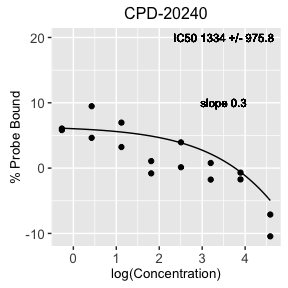 CPD-20240
IC50 1334 +/- 975.8
slope 0.3
% Probe Bound
20
10
0
-10
0 1 2 3 4
log(Concentration)